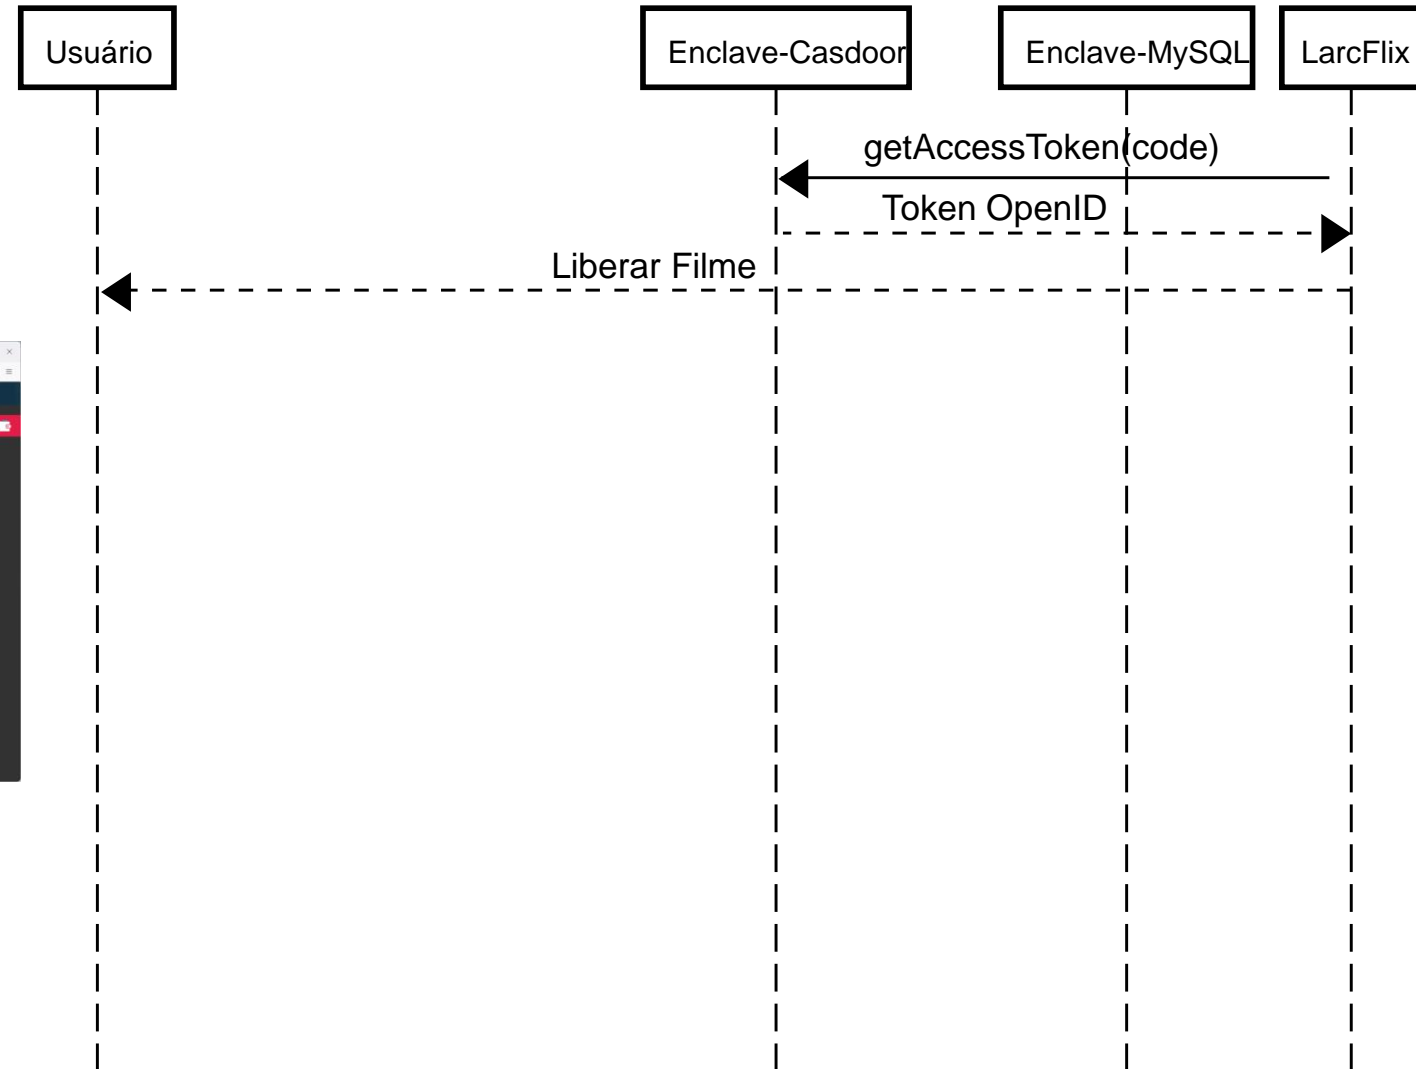 Usuário
Enclave-Casdoor
Enclave-MySQL
LarcFlix
getAccessToken(code)
Token OpenID
Liberar Filme